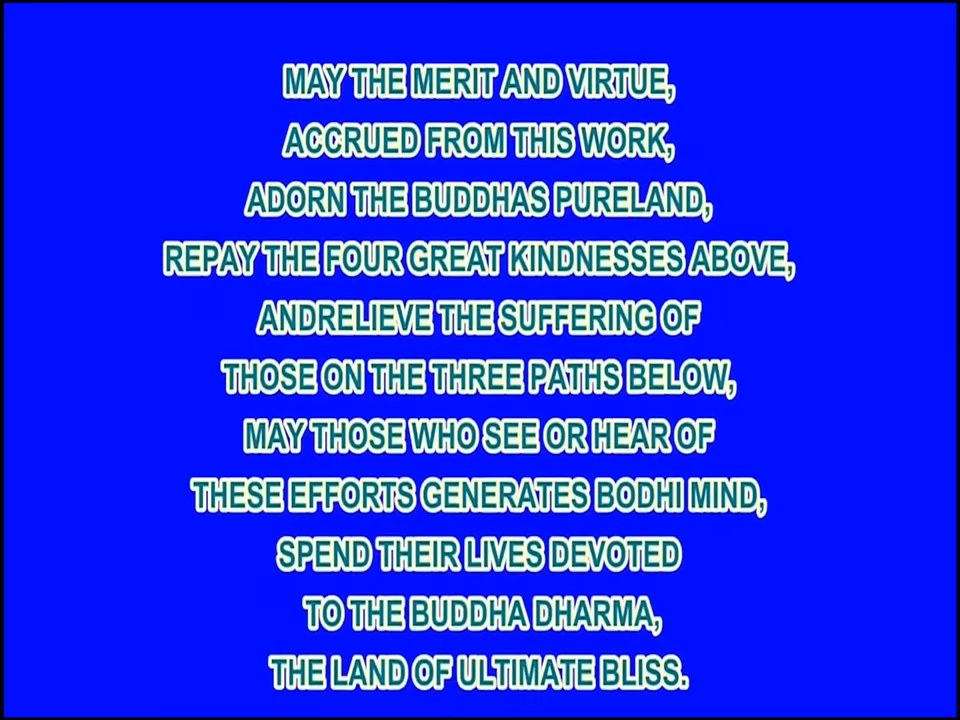 MAY THE MERIT AND VIRTUE,
ACCRUED FROM THIS WORK,
ADORN THE BUDDHAS PURELAND,
REPAY THE FOUR GREAT KINDNESSES ABOVE,
ANDRELIEVE THE SUFFERING OF
THOSE ON THE THREE PATHS BELOW,
MAY THOSE WHO SEE OR HEAR OF
THESE EFFORTS GENERATES BODHI MIND,
SPEND THEIR LIVES DEVOTED
TO THE BUDDHA DHARMA,
THE LAND OF ULTIMATE BLISS.